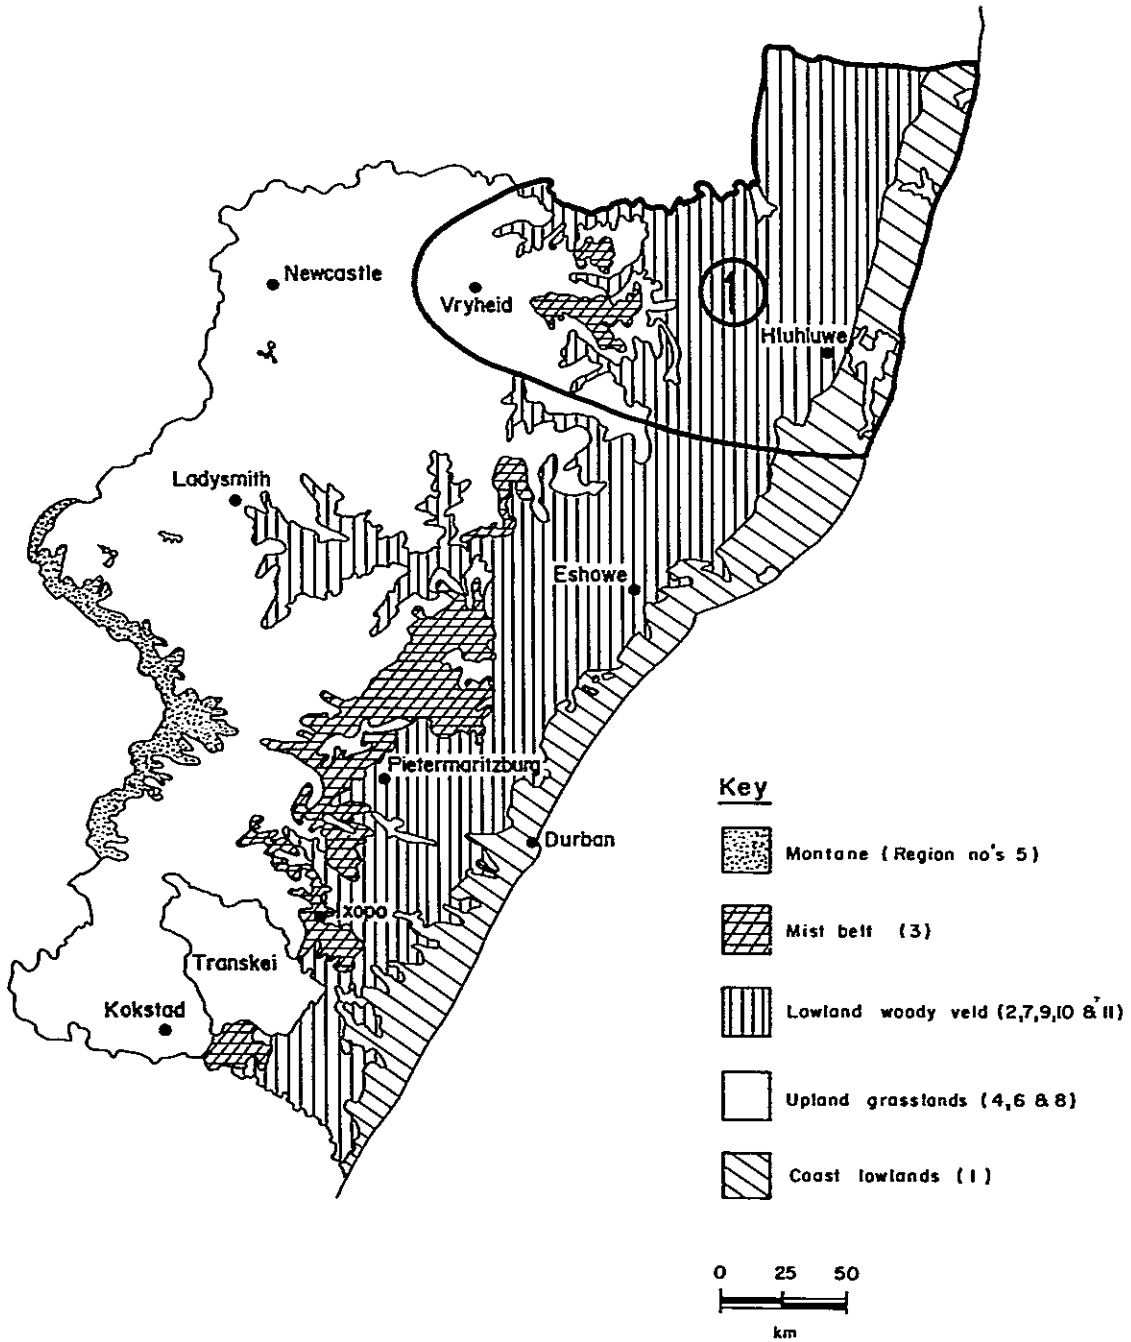 Newcastle
Vryheid
1
Hluhluwe
Ladysmith
Eshowe
Pietermaritzburg
Durban
Ixopo
Transkei
Kokstad
Key
Montane (Region no's 5)
Mist belt (3)
Lowland woody veld (2,7,9,10 & 11)
Upland grasslands (4,6 & 8)
Coast lowlands (1)
0 25 50
km